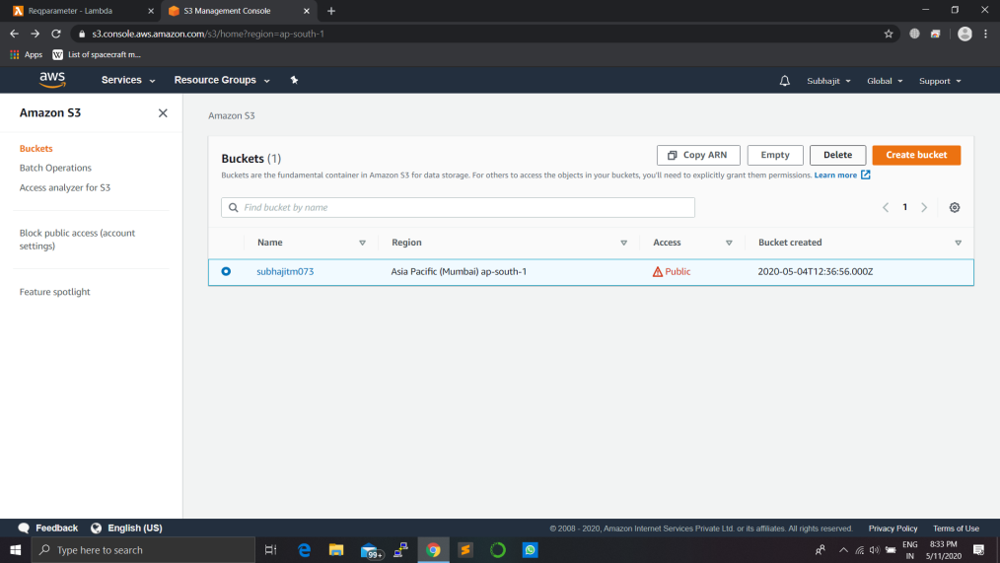 Reqparameter - Lambda
S3 Management Console
s3.console.aws.amazon.com/s3/home?region=ap-south-1
Apps
W List of spacecraft m...
aws
Services
Resource Groups
Subhajit
Global
Support
Amazon S3
Buckets
Batch Operations
Access analyzer for S3
Block public access (account
settings)
Feature spotlight
Amazon S3
Buckets (1)
Copy ARN
Empty
Delete
Create bucket
Buckets are the fundamental container in Amazon S3 for data storage. For others to access the objects in your buckets, you'll need to explicitly grant them permissions. Learn more
Find bucket by name
1
Name
Region
Access
Bucket created
subhajitm073
Asia Pacific (Mumbai) ap-south-1
Public
2020-05-04T12:36:56.000Z
Feedback
English (US)
© 2008 - 2020, Amazon Internet Services Private Ltd. or its affiliates. All rights reserved.
Privacy Policy
Terms of Use
Type here to search
99+
ENG
IN
8:33 PM
5/11/2020